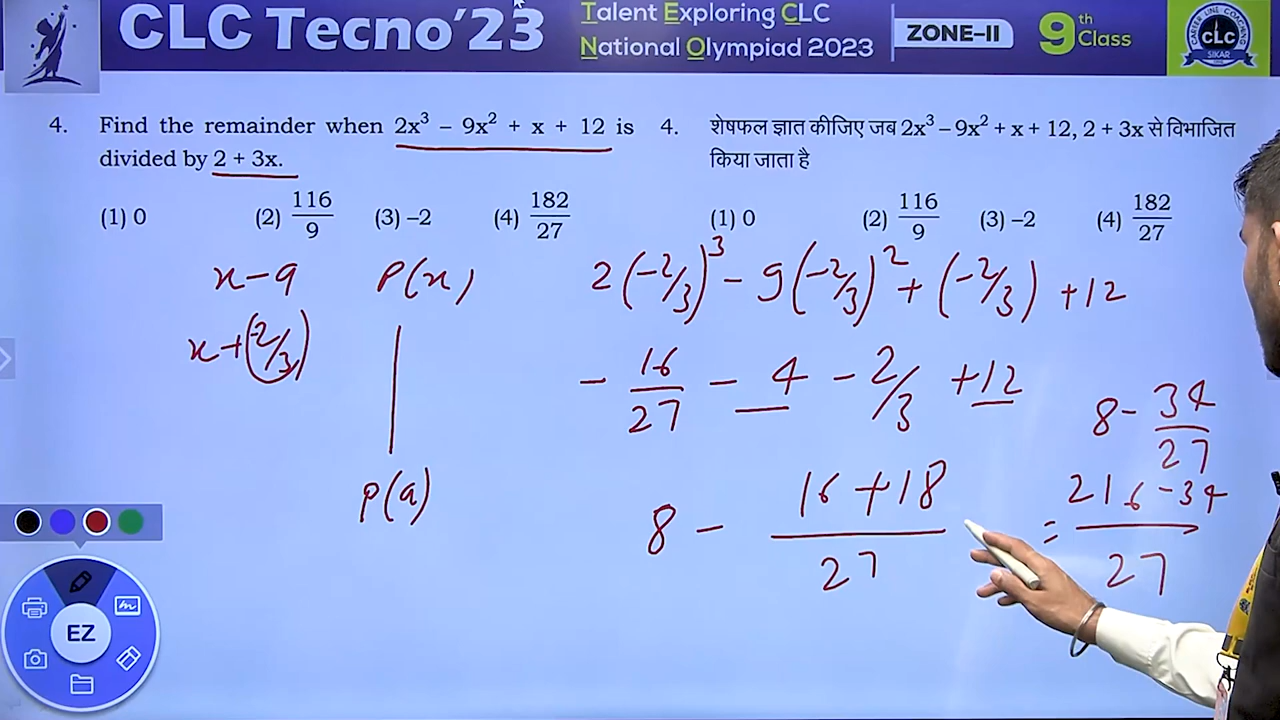 CLC Tecno'23
Talent Exploring CLC
National Olympiad 2023
ZONE–II
9th Class
CAREER LINE COACHING
CLC
SIKAR
4. Find the remainder when 2x³ – 9x² + x + 12 is
divided by 2 + 3x.
(1) 0 (2) 116/9 (3) –2 (4) 182/27
4. शेषफल ज्ञात कीजिए जब 2x³ – 9x² + x + 12, 2 + 3x से विभाजित
किया जाता है
(1) 0 (2) 116/9 (3) –2 (4) 182/27
x – a P(x)
x + (-2/3)
P(a)
2(-2/3)³ – 9(-2/3)² + (-2/3) + 12
– 16/27 – 4 – 2/3 + 12
8 – (16 + 18)/27
8 – 34/27
= (216 – 34)/27
EZ